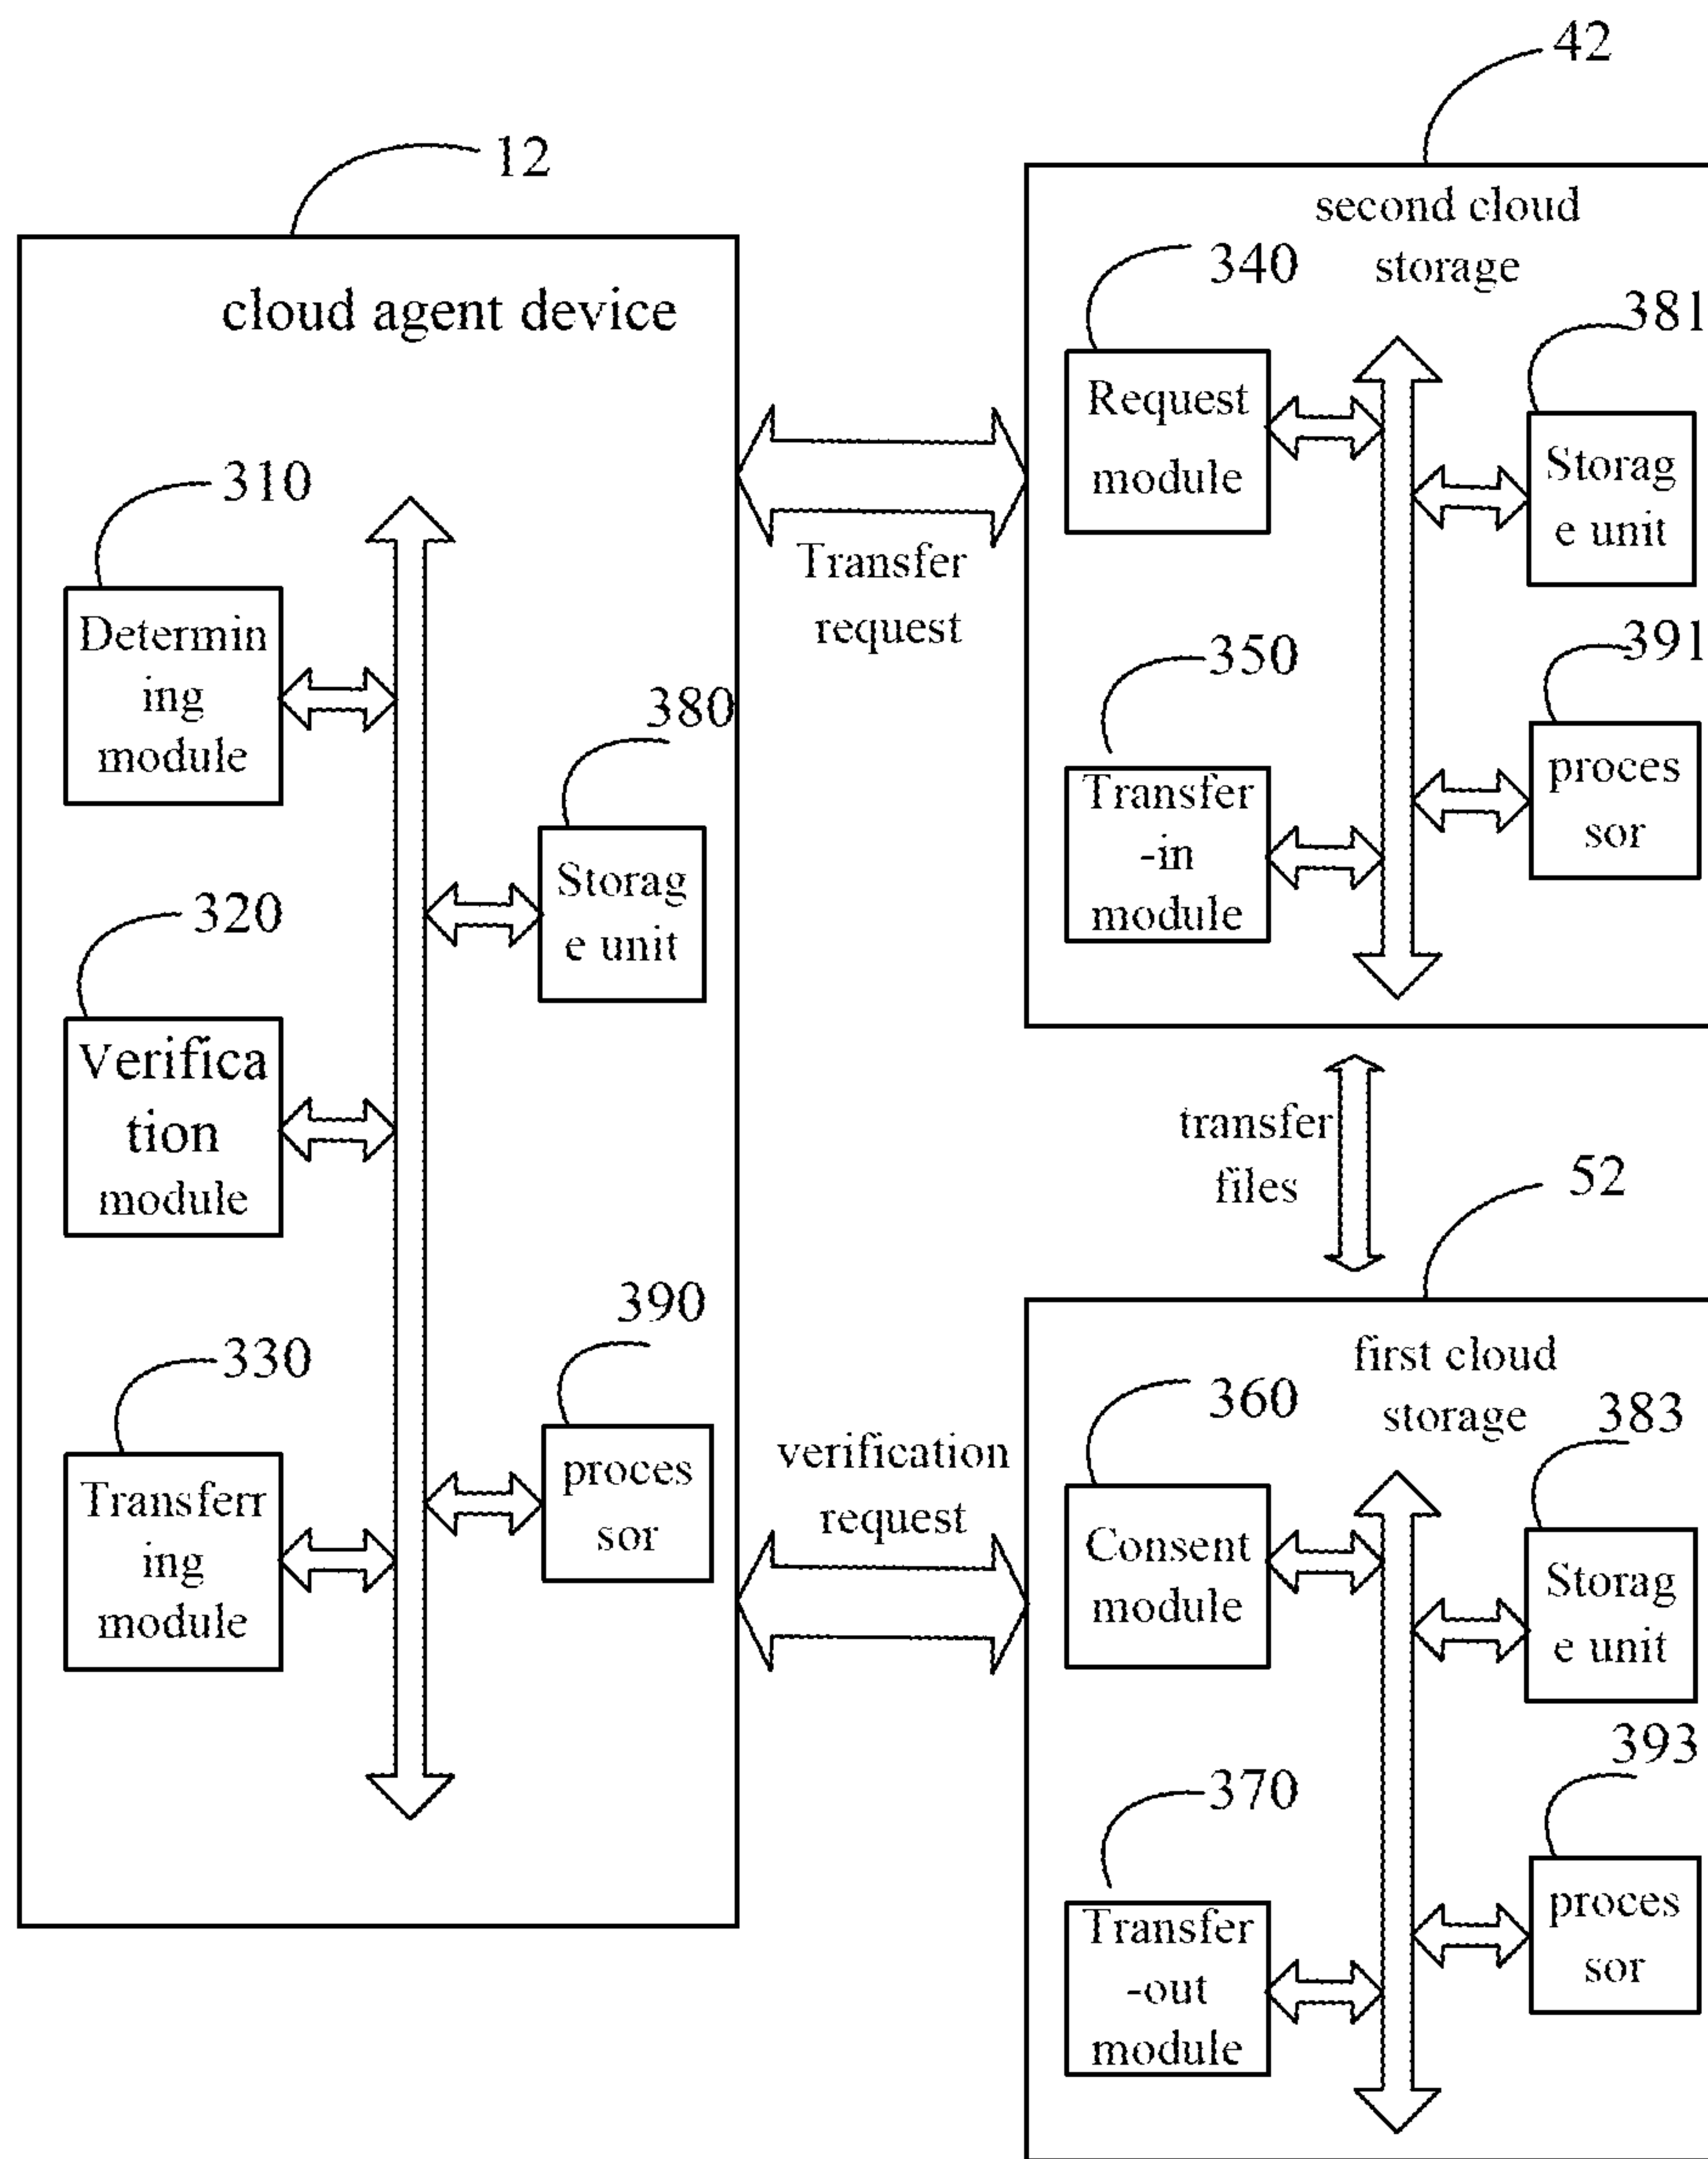 12
cloud agent device
310
Determin
ing
module
380
Storag
e unit
320
Verifica
tion
module
390
proces
sor
330
Transferr
ing
module
Transfer
request
42
second cloud
storage
340
Request
module
381
Storag
e unit
350
Transfer
-in
module
391
proces
sor
transfer
files
verification
request
52
first cloud
storage
360
Consent
module
383
Storag
e unit
370
Transfer
-out
module
393
proces
sor